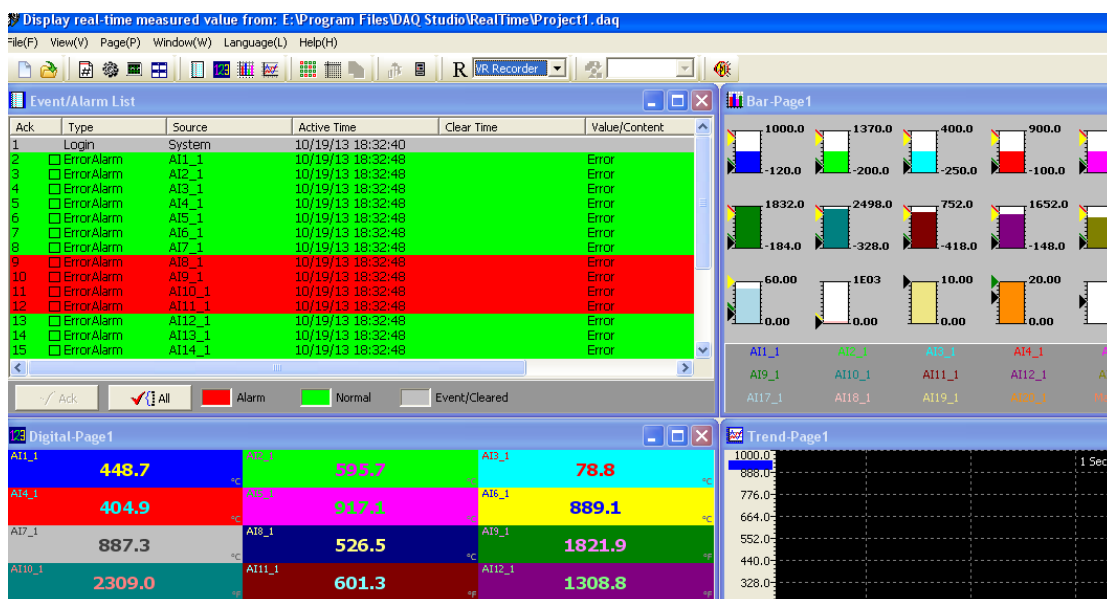 Display real-time measured value from: E:\Program Files\DAQ Studio\RealTime\Project1.daq
File(F) View(V) Page(P) Window(W) Language(L) Help(H)
R VR Recorder
Event/Alarm List
Ack Type Source Active Time Clear Time Value/Content
1 Login System 10/19/13 18:32:40
2 ErrorAlarm AI1_1 10/19/13 18:32:48 Error
3 ErrorAlarm AI2_1 10/19/13 18:32:48 Error
4 ErrorAlarm AI3_1 10/19/13 18:32:48 Error
5 ErrorAlarm AI4_1 10/19/13 18:32:48 Error
6 ErrorAlarm AI5_1 10/19/13 18:32:48 Error
7 ErrorAlarm AI6_1 10/19/13 18:32:48 Error
8 ErrorAlarm AI7_1 10/19/13 18:32:48 Error
9 ErrorAlarm AI8_1 10/19/13 18:32:48 Error
10 ErrorAlarm AI9_1 10/19/13 18:32:48 Error
11 ErrorAlarm AI10_1 10/19/13 18:32:48 Error
12 ErrorAlarm AI11_1 10/19/13 18:32:48 Error
13 ErrorAlarm AI12_1 10/19/13 18:32:48 Error
14 ErrorAlarm AI13_1 10/19/13 18:32:48 Error
15 ErrorAlarm AI14_1 10/19/13 18:32:48 Error
Ack All Alarm Normal Event/Cleared
Bar-Page1
1000.0 1370.0 400.0 900.0
-120.0 -200.0 -250.0 -100.0
1832.0 2498.0 752.0 1652.0
-184.0 -328.0 -418.0 -148.0
60.00 1E03 10.00 20.00
0.00 0.00 0.00 0.00
AI1_1 AI2_1 AI3_1 AI4_1
AI9_1 AI10_1 AI11_1 AI12_1
AI17_1 AI18_1 AI19_1
123 Digital-Page1
AI1_1 AI2_1 AI3_1
448.7 °C 595.7 °C 78.8 °C
AI4_1 AI5_1 AI6_1
404.9 °C 917.1 °C 889.1 °C
AI7_1 AI8_1 AI9_1
887.3 °C 526.5 °C 1821.9 °F
AI10_1 AI11_1 AI12_1
2309.0 °F 601.3 °F 1308.8 °F
Trend-Page1
1000.0
1 Sec
888.0
776.0
664.0
552.0
440.0
328.0